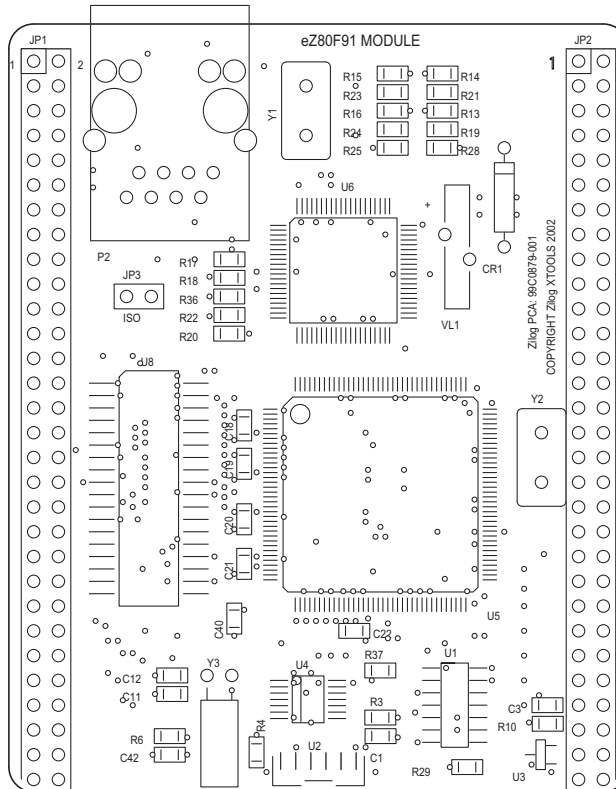 JP1
eZ80F91 MODULE
JP2
1
2
1
R15
R14
R23
R21
Y1
R16
R13
R24
R19
R25
R28
U6
+
P2
R17
CR1
JP3
R18
R36
ISO
R22
VL1
R20
Zilog PCA: 99C0879-001
COPYRIGHT Zilog XTOOLS 2002
U8
Y2
C18
C19
C20
C21
C40
C22
U5
U1
R37
U4
Y3
C12
C11
C3
R3
R10
R6
R4
C42
U2
C1
R29
U3